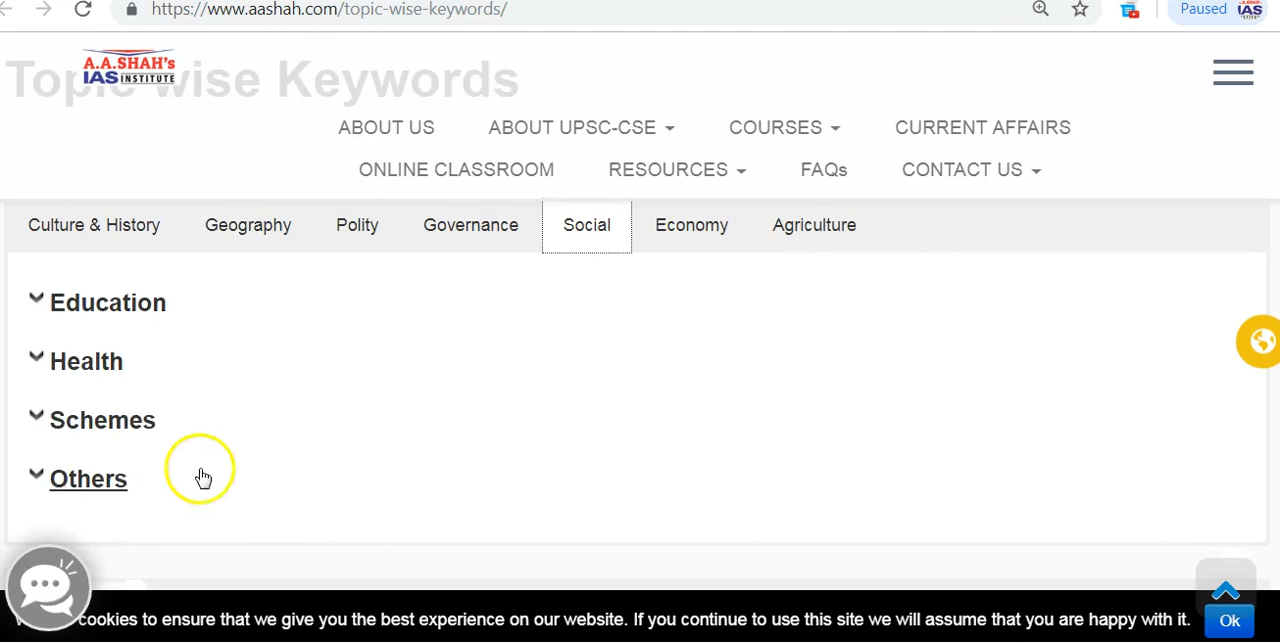 https://www.aashah.com/topic-wise-keywords/
Paused
IAS
A.A.SHAH's
IAS INSTITUTE
Topic wise Keywords
ABOUT US ABOUT UPSC-CSE COURSES CURRENT AFFAIRS
ONLINE CLASSROOM RESOURCES FAQs CONTACT US
Culture & History Geography Polity Governance Social Economy Agriculture
Education
Health
Schemes
Others
cookies to ensure that we give you the best experience on our website. If you continue to use this site we will assume that you are happy with it.
Ok